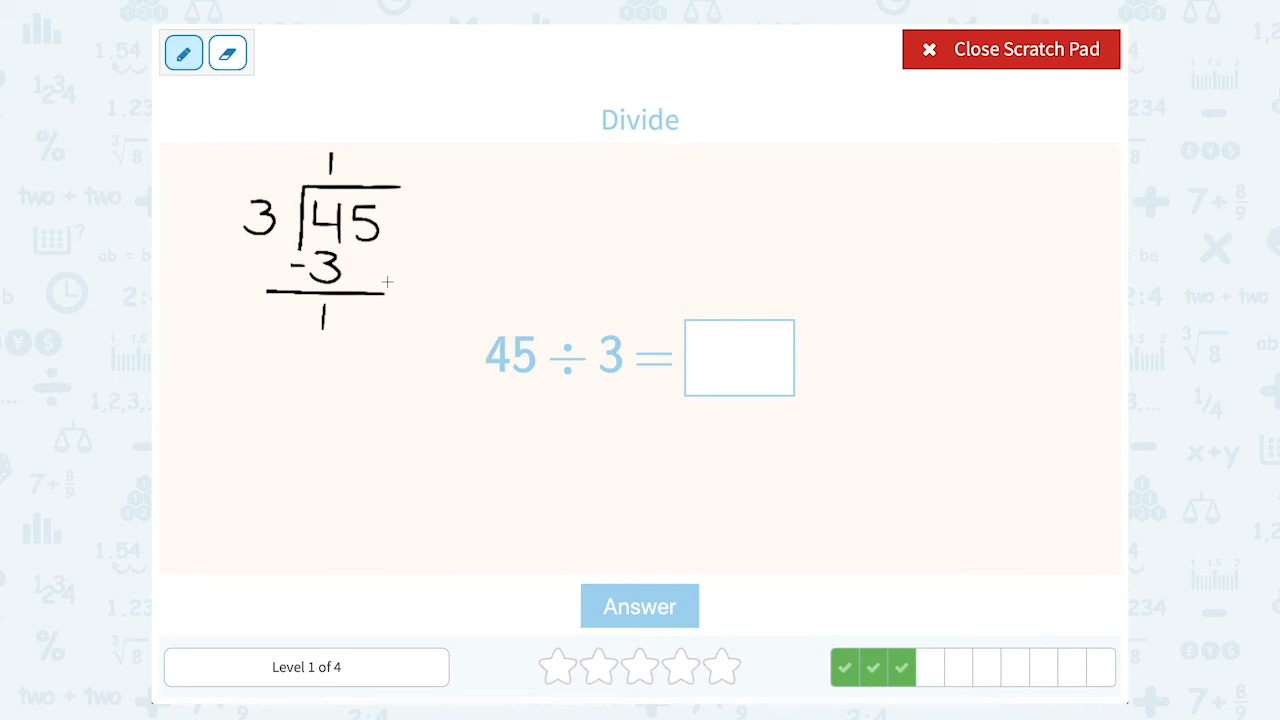 Close Scratch Pad
Divide
1
3 45
-3
1
45 ÷ 3 =
Answer
Level 1 of 4